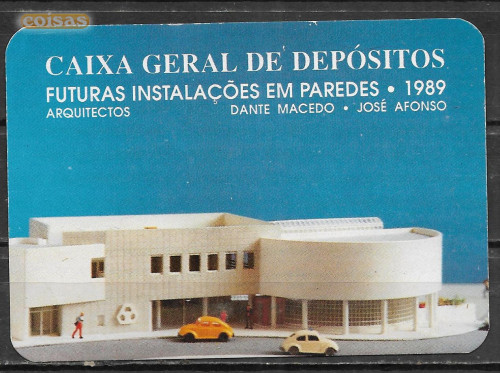 coisas
CAIXA GERAL DE DEPÓSITOS
FUTURAS INSTALAÇÕES EM PAREDES • 1989
ARQUITECTOS DANTE MACEDO • JOSÉ AFONSO